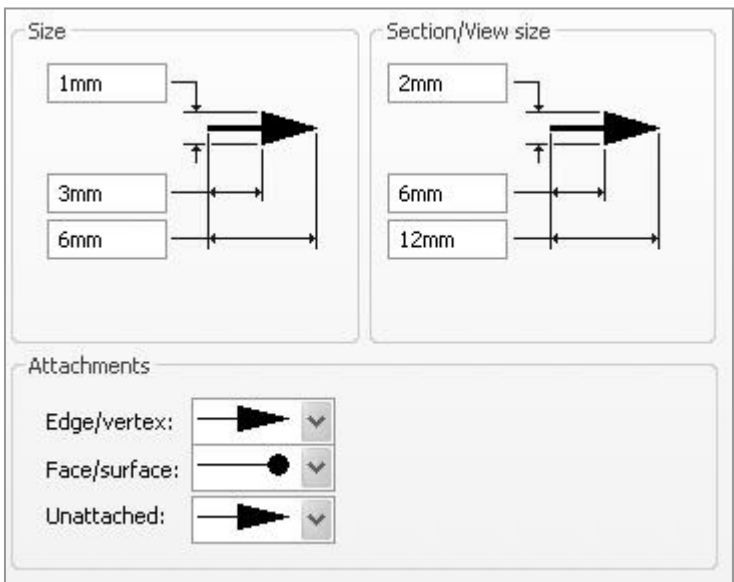 Size
1mm
3mm
6mm
Section/View size
2mm
6mm
12mm
Attachments
Edge/vertex:
Face/surface:
Unattached: